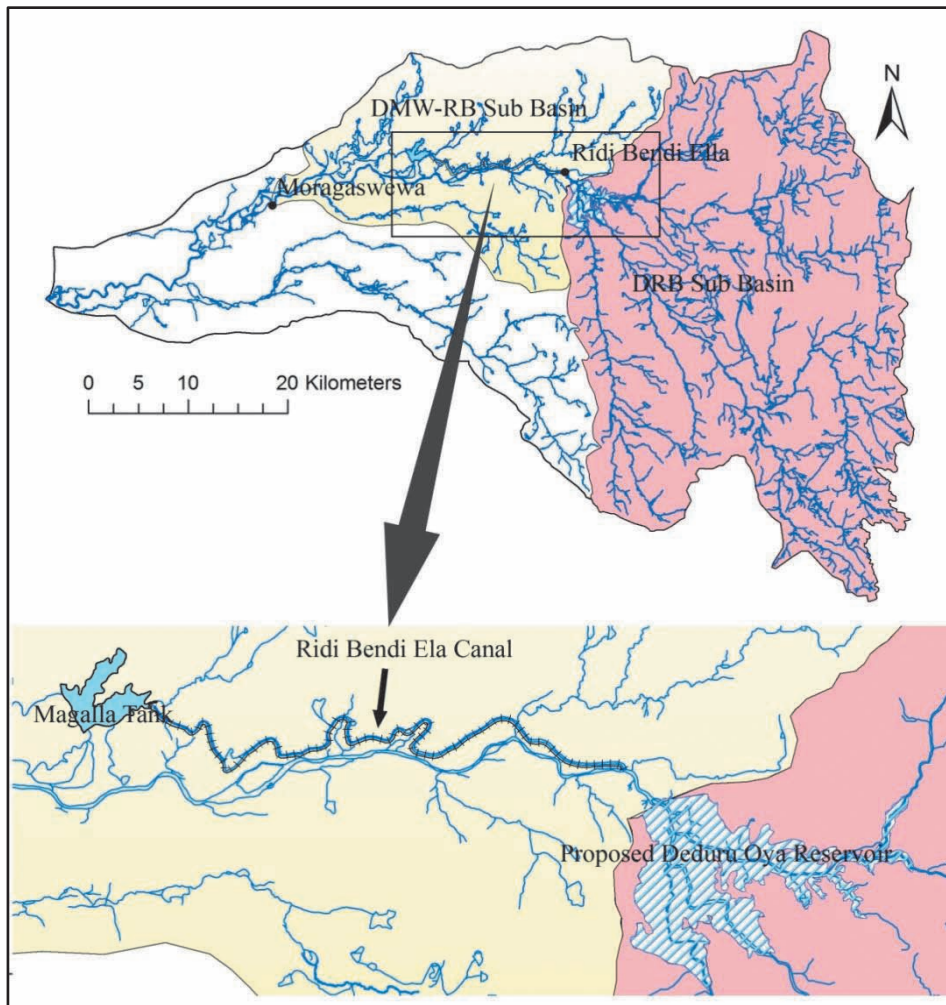 N
DMW-RB Sub Basin
Ridi Bendi Ella
Moragaswewa
DRB Sub Basin
0 5 10 20 Kilometers
Ridi Bendi Ela Canal
Magalla Tank
Proposed Deduru Oya Reservoir